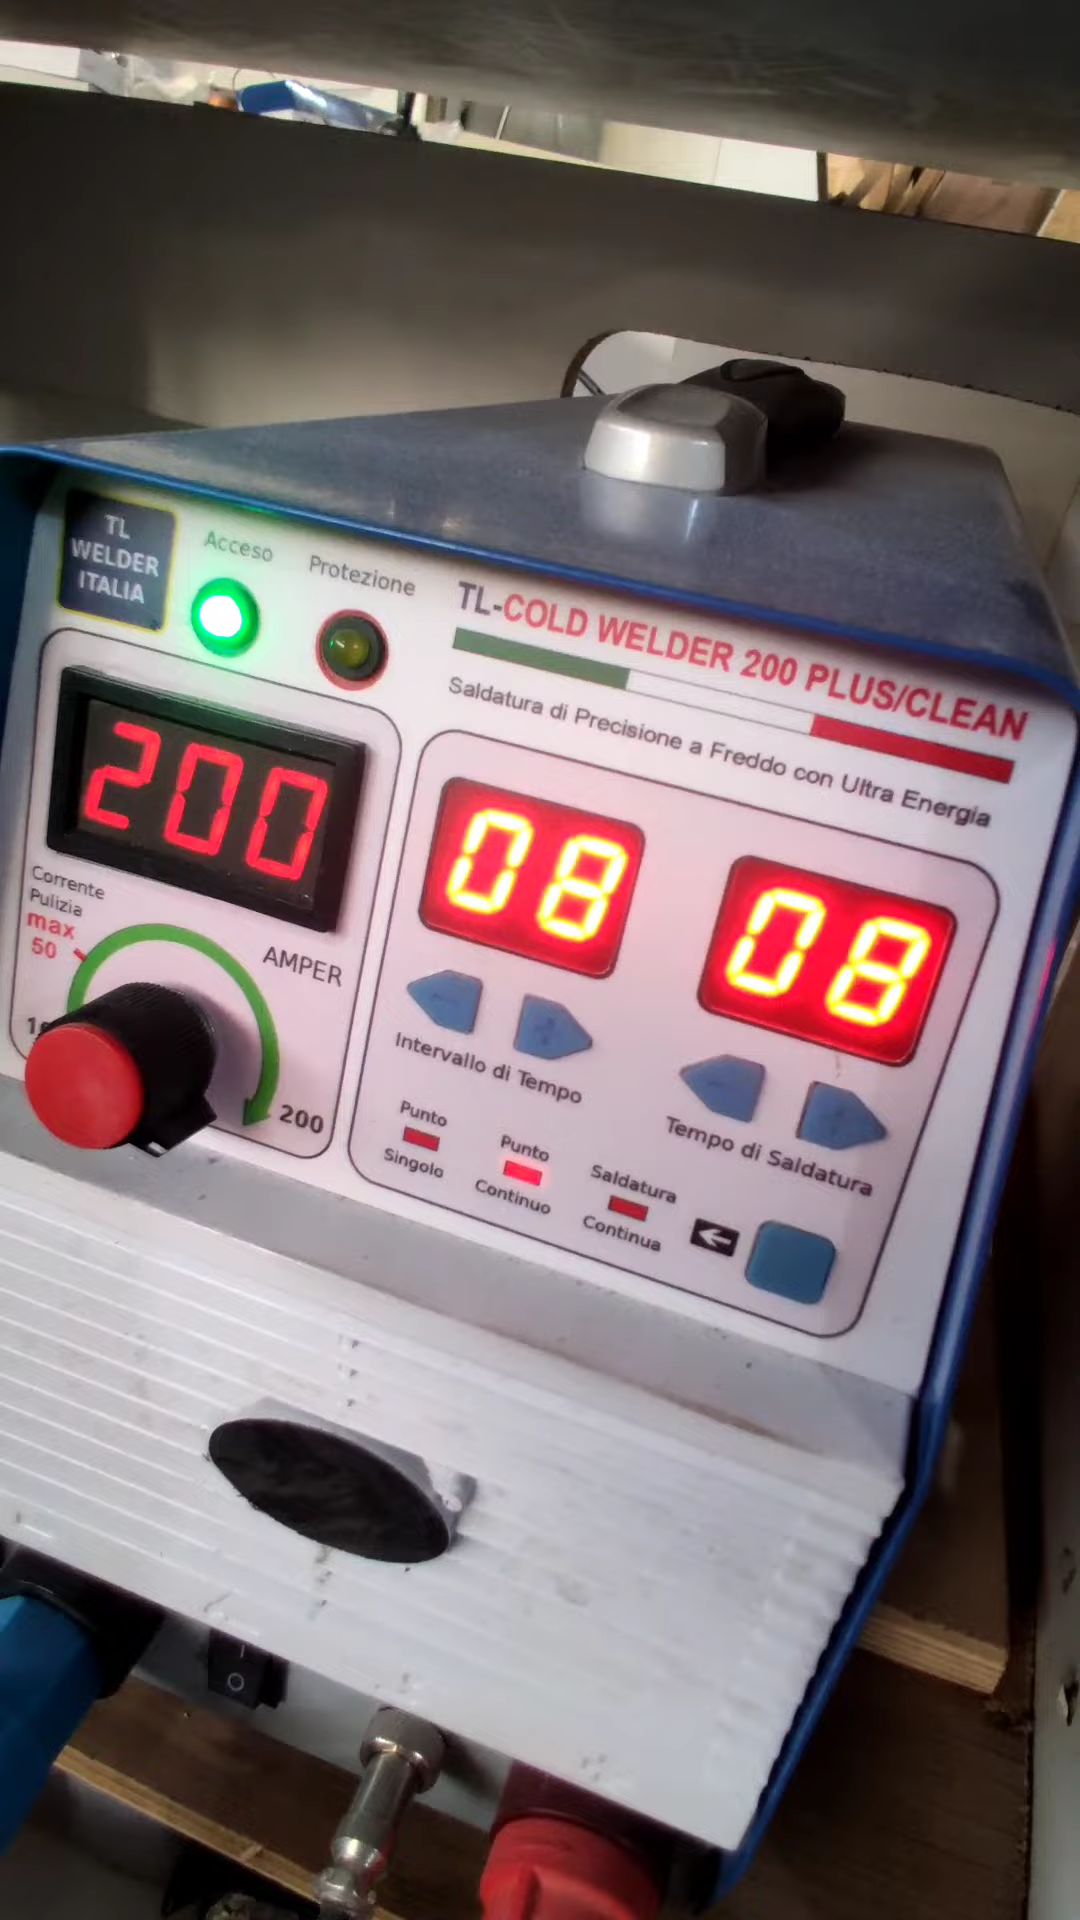 TL
WELDER
ITALIA
Acceso
Protezione
TL-COLD WELDER 200 PLUS/CLEAN
Saldatura di Precisione a Freddo con Ultra Energia
200
08
08
Corrente
Pulizia
max
50
AMPER
200
Intervallo di Tempo
Tempo di Saldatura
Punto
Singolo
Punto
Continuo
Saldatura
Continua